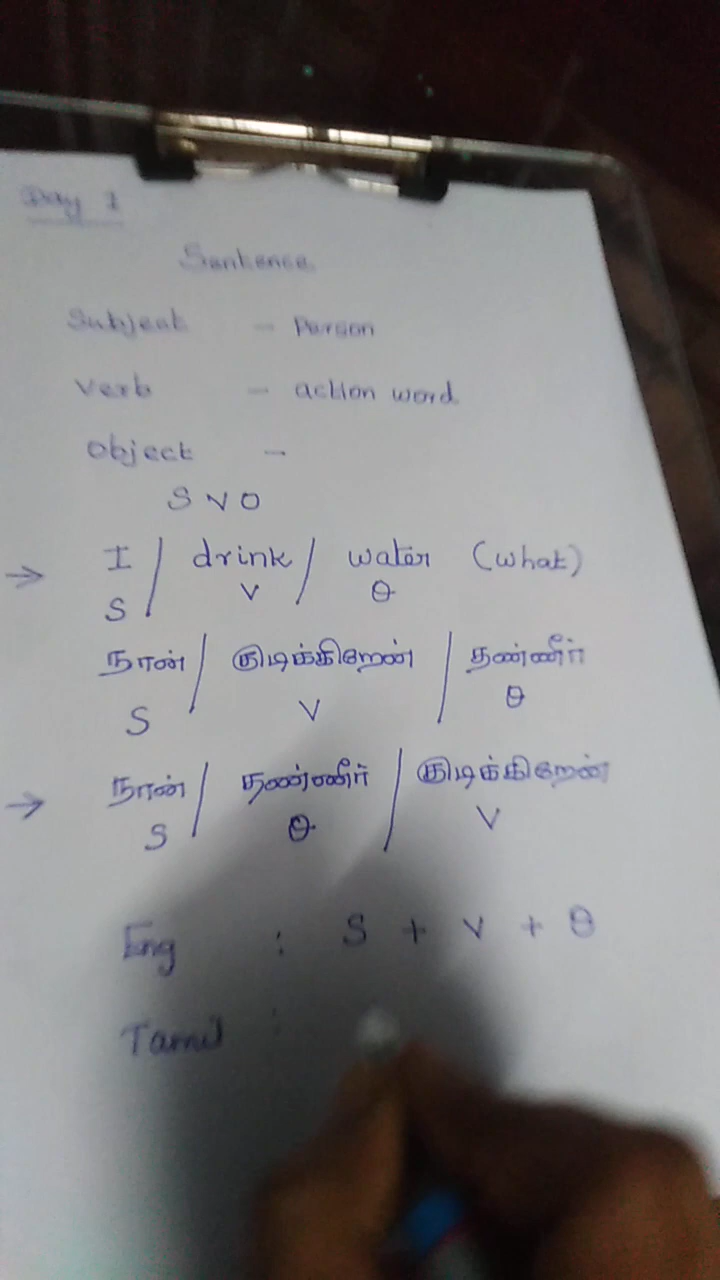 Day 1
Sentence
Subject - Person
Verb - action word
Object -
S V O
→ I / drink / water (what)
S V O
நான் / குடிக்கிறேன் / தண்ணீர்
S V O
→ நான் / தண்ணீர் / குடிக்கிறேன்
S O V
Eng : S + V + O
Tamil :